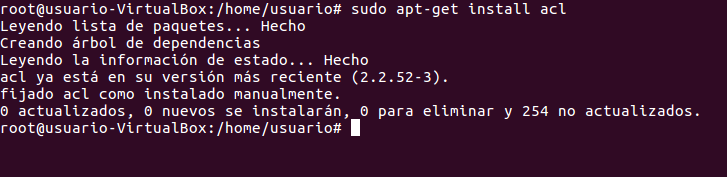 root@usuario-VirtualBox:/home/usuario# sudo apt-get install acl
Leyendo lista de paquetes... Hecho
Creando árbol de dependencias
Leyendo la información de estado... Hecho
acl ya está en su versión más reciente (2.2.52-3).
fijado acl como instalado manualmente.
0 actualizados, 0 nuevos se instalarán, 0 para eliminar y 254 no actualizados.
root@usuario-VirtualBox:/home/usuario#